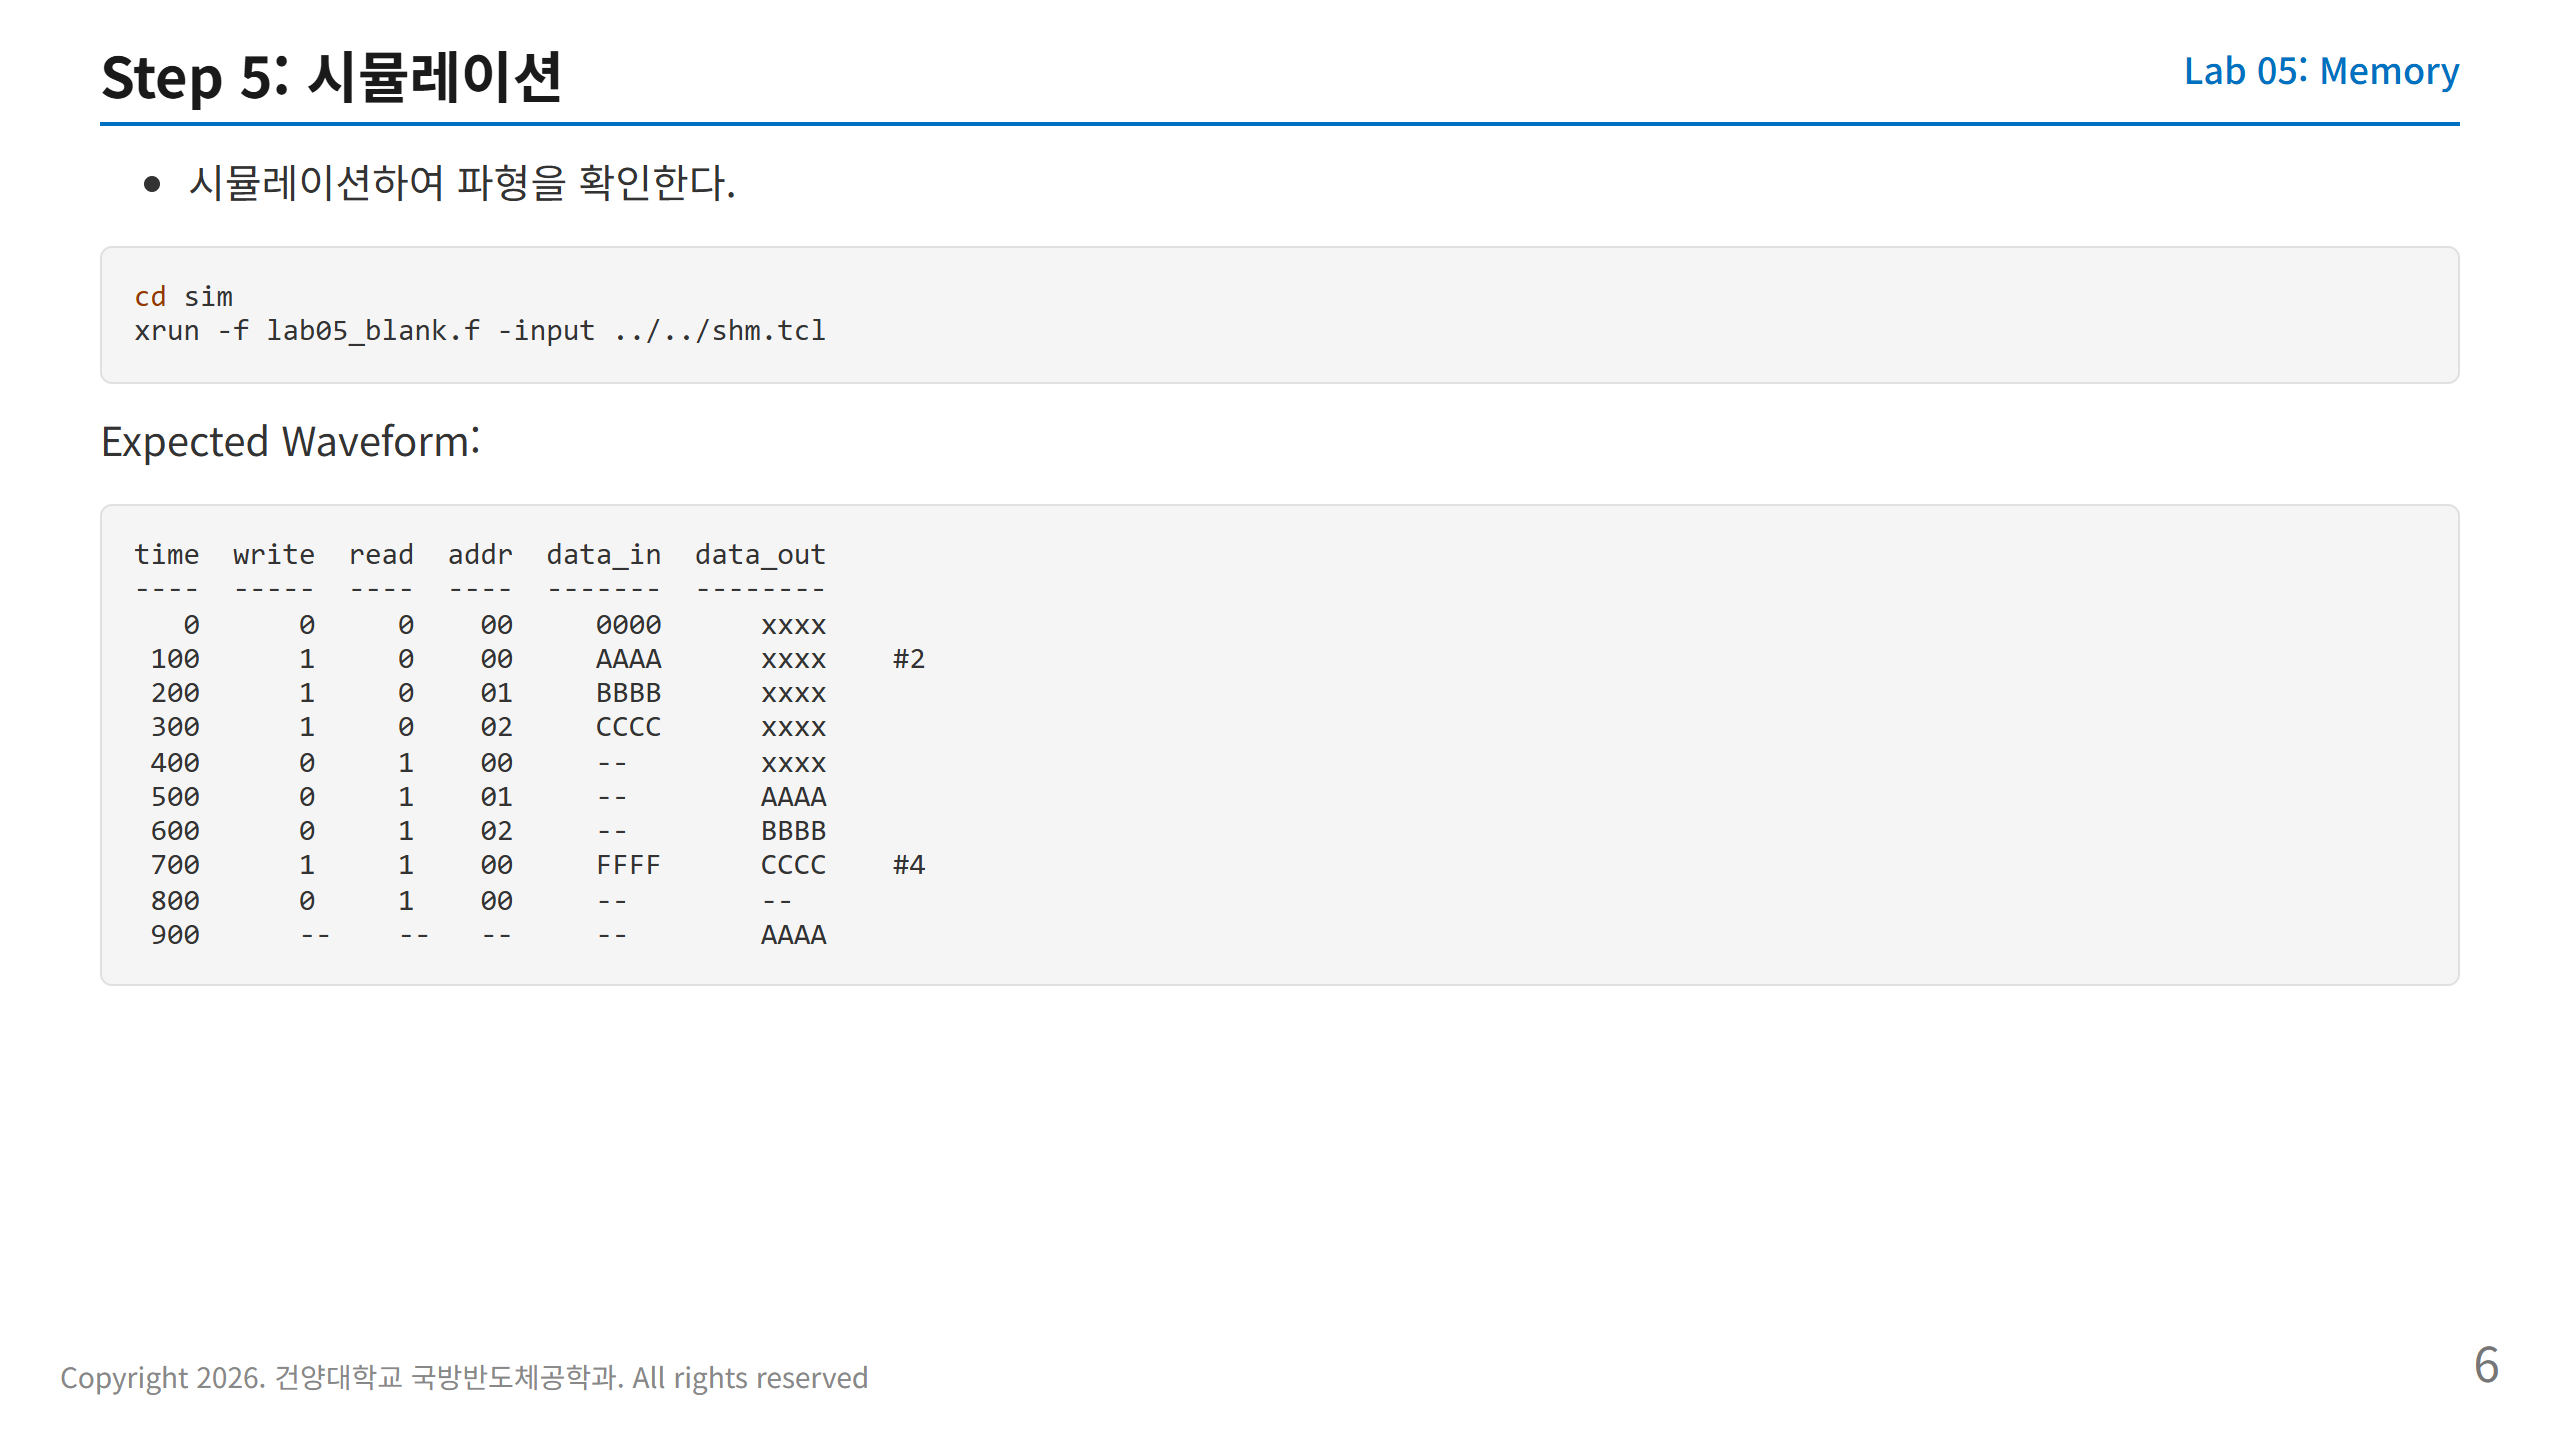 Step 5: 시뮬레이션
Lab 05: Memory
● 시뮬레이션하여 파형을 확인한다.
cd sim
xrun -f lab05_blank.f -input ../../shm.tcl
Expected Waveform:
time  write  read  addr  data_in  data_out
----  -----  ----  ----  -------  --------
   0      0     0    00     0000      xxxx
 100      1     0    00     AAAA      xxxx    #2
 200      1     0    01     BBBB      xxxx
 300      1     0    02     CCCC      xxxx
 400      0     1    00     --        xxxx
 500      0     1    01     --        AAAA
 600      0     1    02     --        BBBB
 700      1     1    00     FFFF      CCCC    #4
 800      0     1    00     --        --
 900      --    --   --     --        AAAA
Copyright 2026. 건양대학교 국방반도체공학과. All rights reserved
6